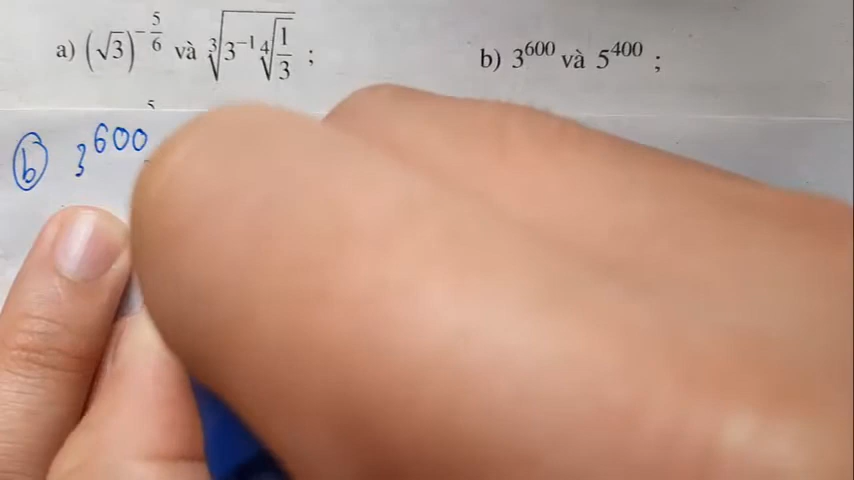 a) (√3)^{-5/6} và ∛(3^{-1} ∜(1/3)) ; b) 3^{600} và 5^{400} ;
b 3^{600}